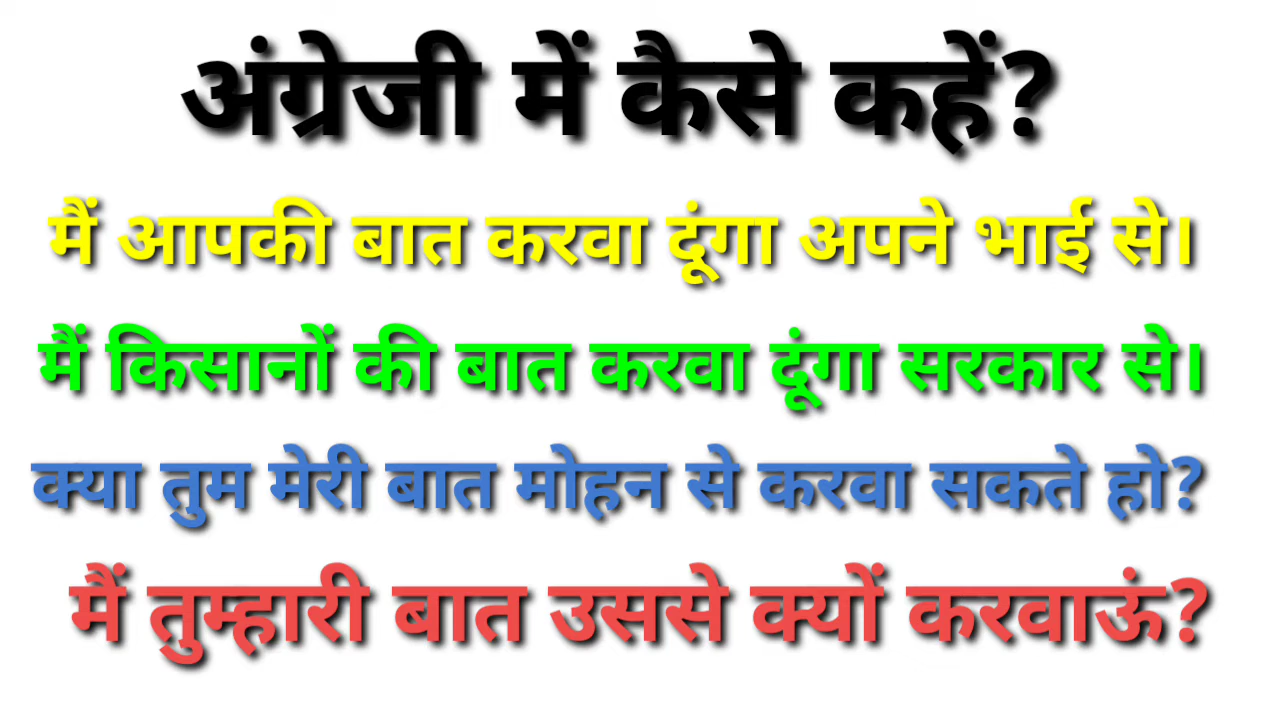 अंग्रेजी में कैसे कहें?
मैं आपकी बात करवा दूंगा अपने भाई से।
मैं किसानों की बात करवा दूंगा सरकार से।
क्या तुम मेरी बात मोहन से करवा सकते हो?
मैं तुम्हारी बात उससे क्यों करवाऊं?